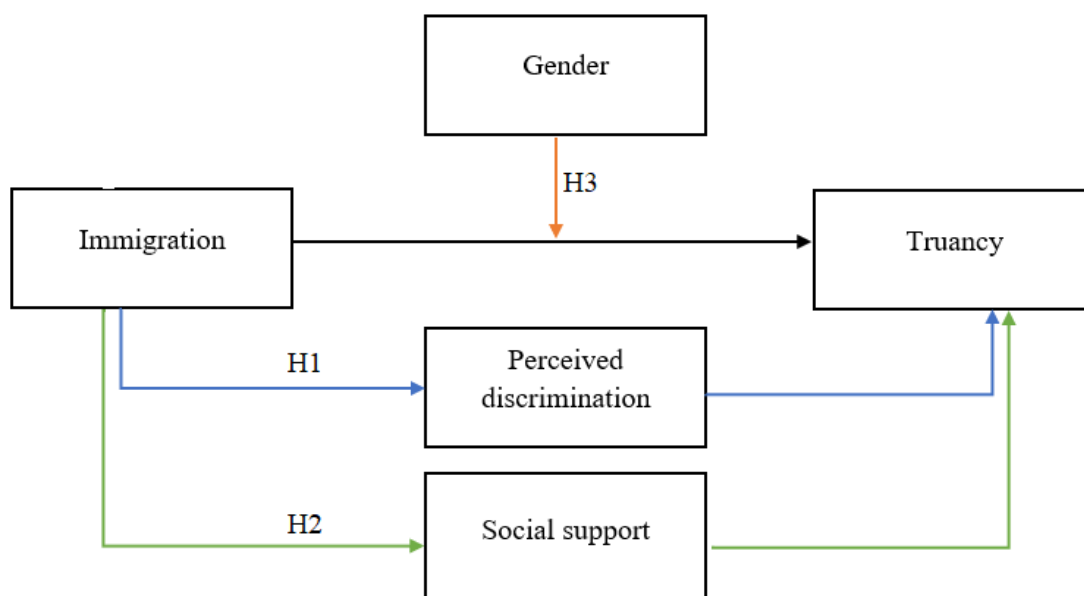 Gender
H3
Immigration
Truancy
H1
Perceived
discrimination
H2
Social support